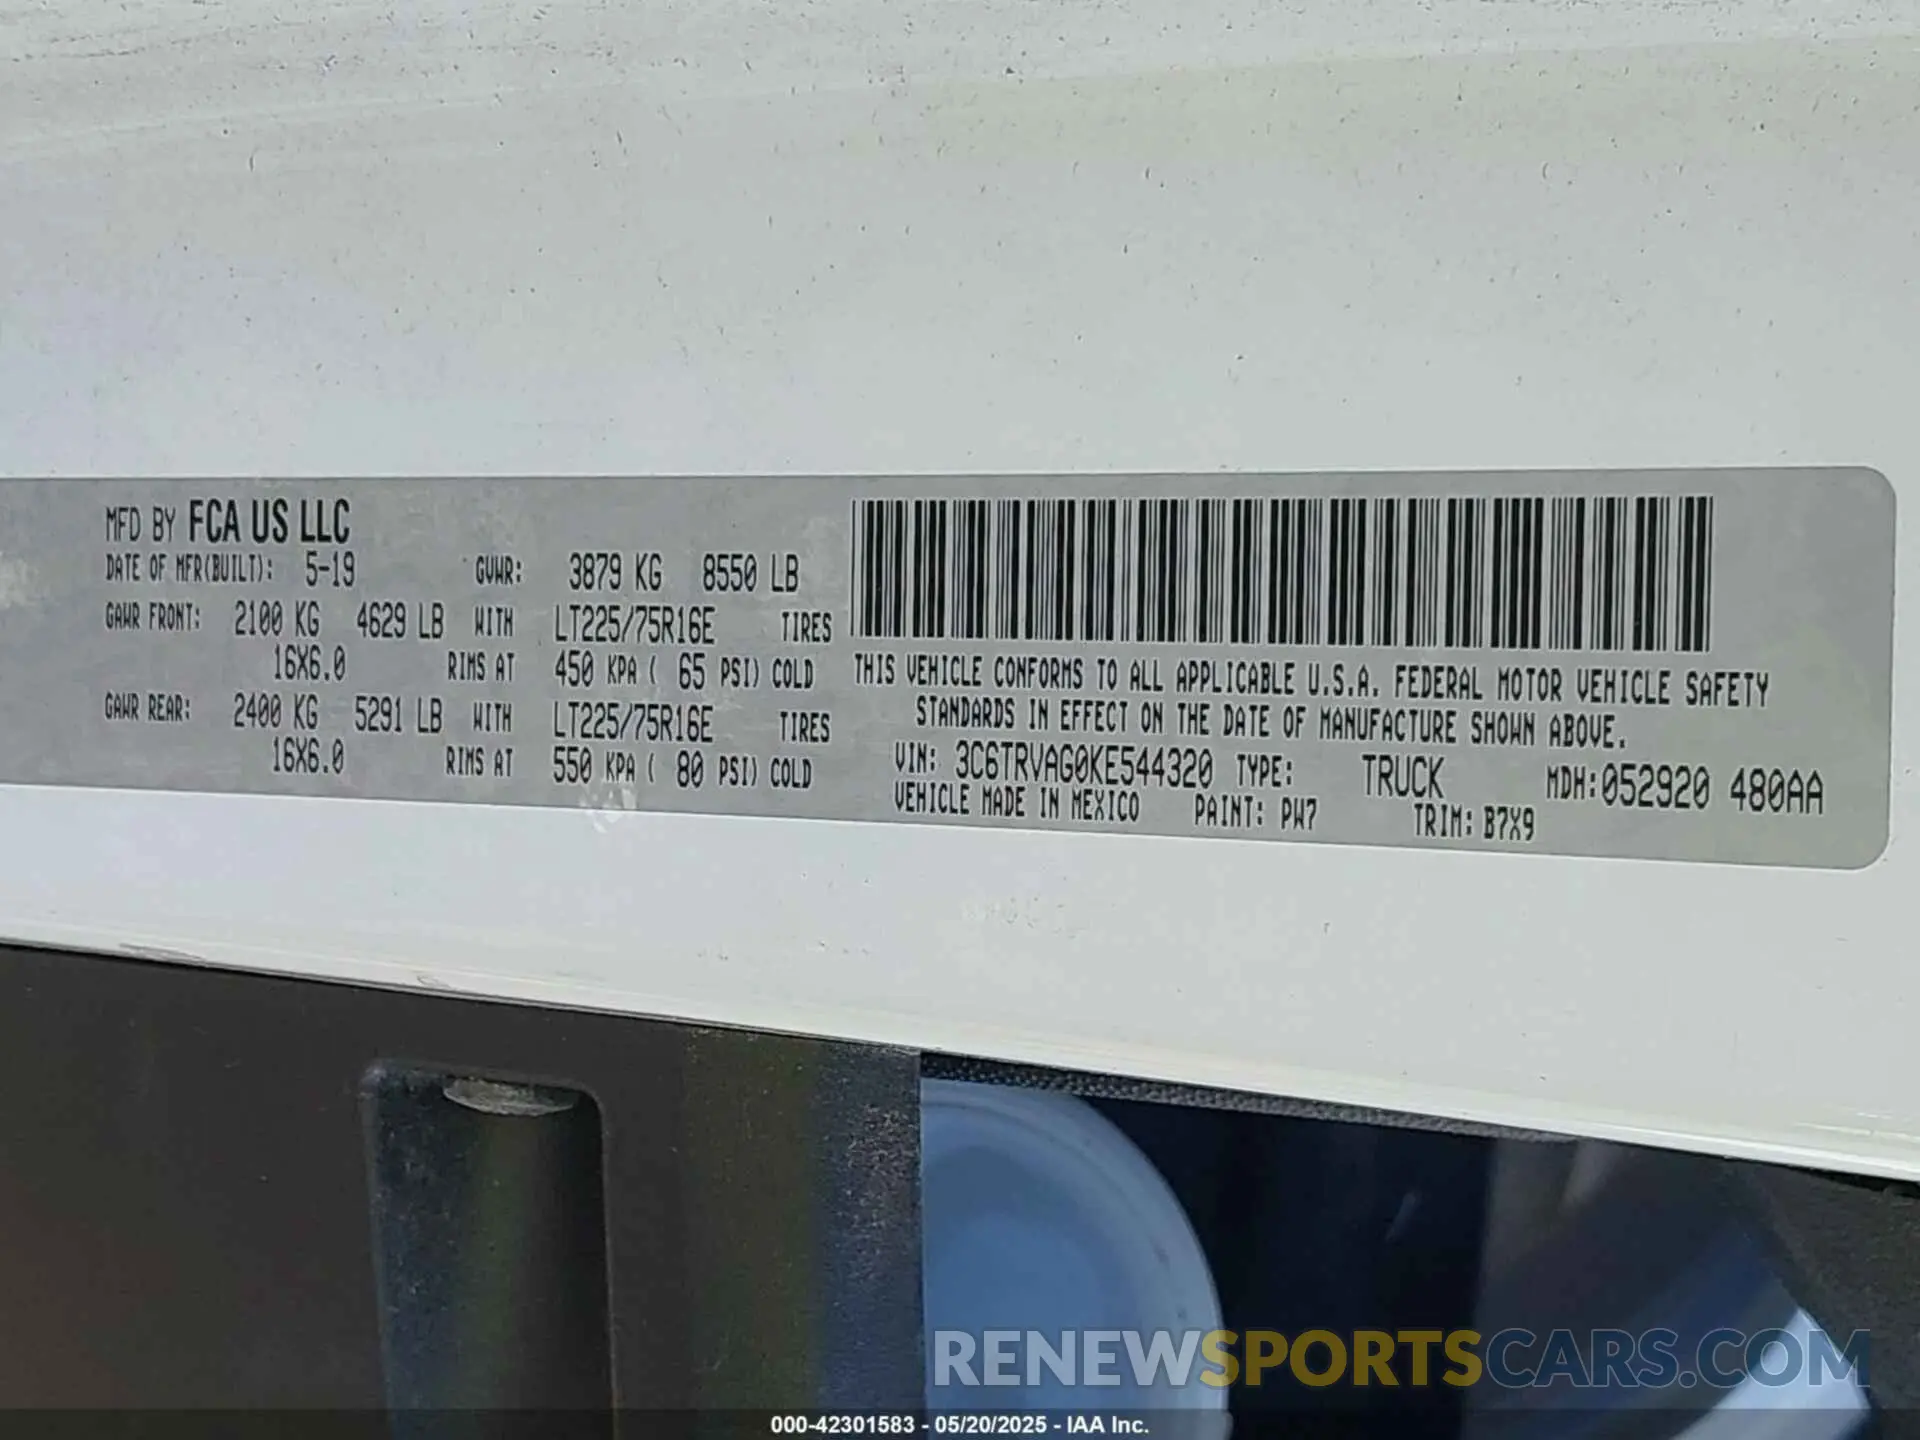 MFD BY FCA US LLC
DATE OF MFR(BUILT): 5-19 GVWR: 3879 KG 8550 LB
GAWR FRONT: 2100 KG 4629 LB WITH LT225/75R16E TIRES
16X6.0 RIMS AT 450 KPA ( 65 PSI) COLD
GAWR REAR: 2400 KG 5291 LB WITH LT225/75R16E TIRES
16X6.0 RIMS AT 550 KPA ( 80 PSI) COLD
THIS VEHICLE CONFORMS TO ALL APPLICABLE U.S.A. FEDERAL MOTOR VEHICLE SAFETY
STANDARDS IN EFFECT ON THE DATE OF MANUFACTURE SHOWN ABOVE.
VIN: 3C6TRVAG0KE544320 TYPE: TRUCK MDH:052920 480AA
VEHICLE MADE IN MEXICO PAINT: PW7 TRIM: B7X9
RENEWSPORTSCARS.COM
000-42301583 - 05/20/2025 - IAA Inc.